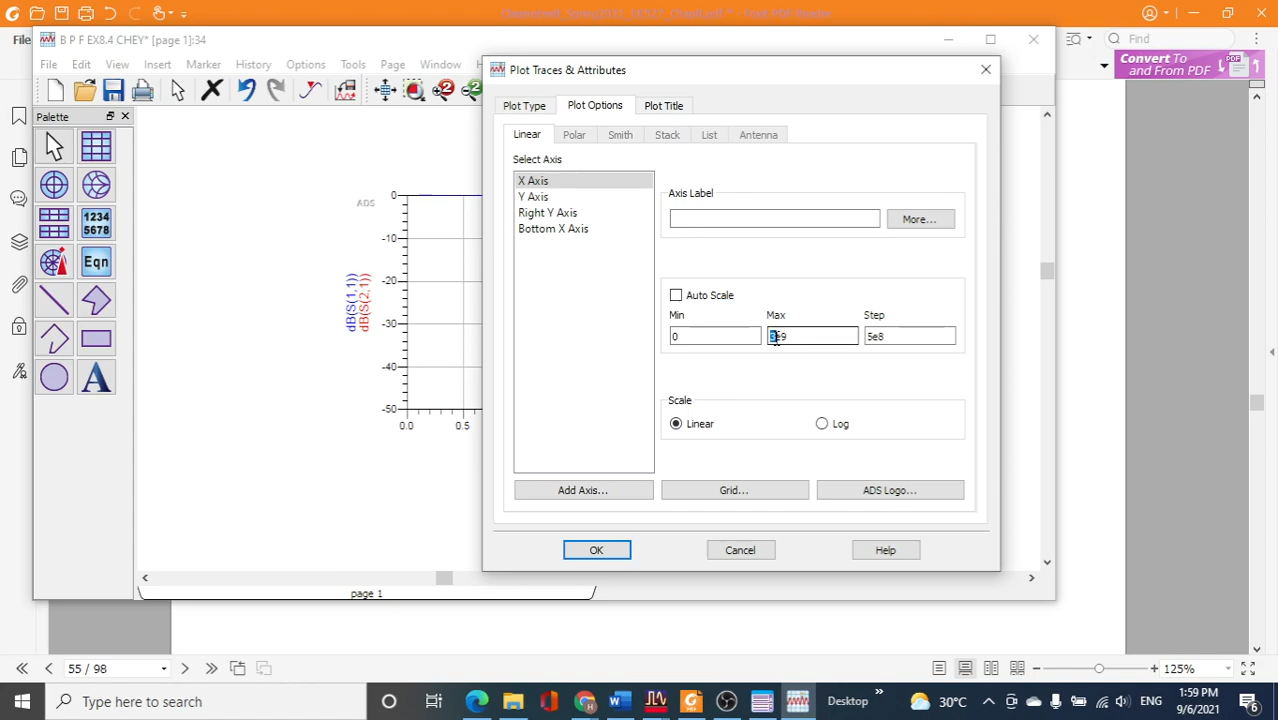 File
B P F EX8.4 CHEY* [page 1]:34
Find
File Edit View Insert Marker History Options Tools Page Window
Convert To
and From PDF
Palette
1234
5678
Eqn
A
ADS
dB(S(1,1))
dB(S(2,1))
0
-10
-20
-30
-40
-50
0.0 0.5
Plot Traces & Attributes
Plot Type Plot Options Plot Title
Linear Polar Smith Stack List Antenna
Select Axis
X Axis
Y Axis
Right Y Axis
Bottom X Axis
Axis Label
More...
Auto Scale
Min Max Step
0 3e9 5e8
Scale
Linear Log
Add Axis... Grid... ADS Logo...
OK Cancel Help
page 1
55 / 98 125%
Type here to search
Desktop
30°C
ENG
1:59 PM
9/6/2021
6